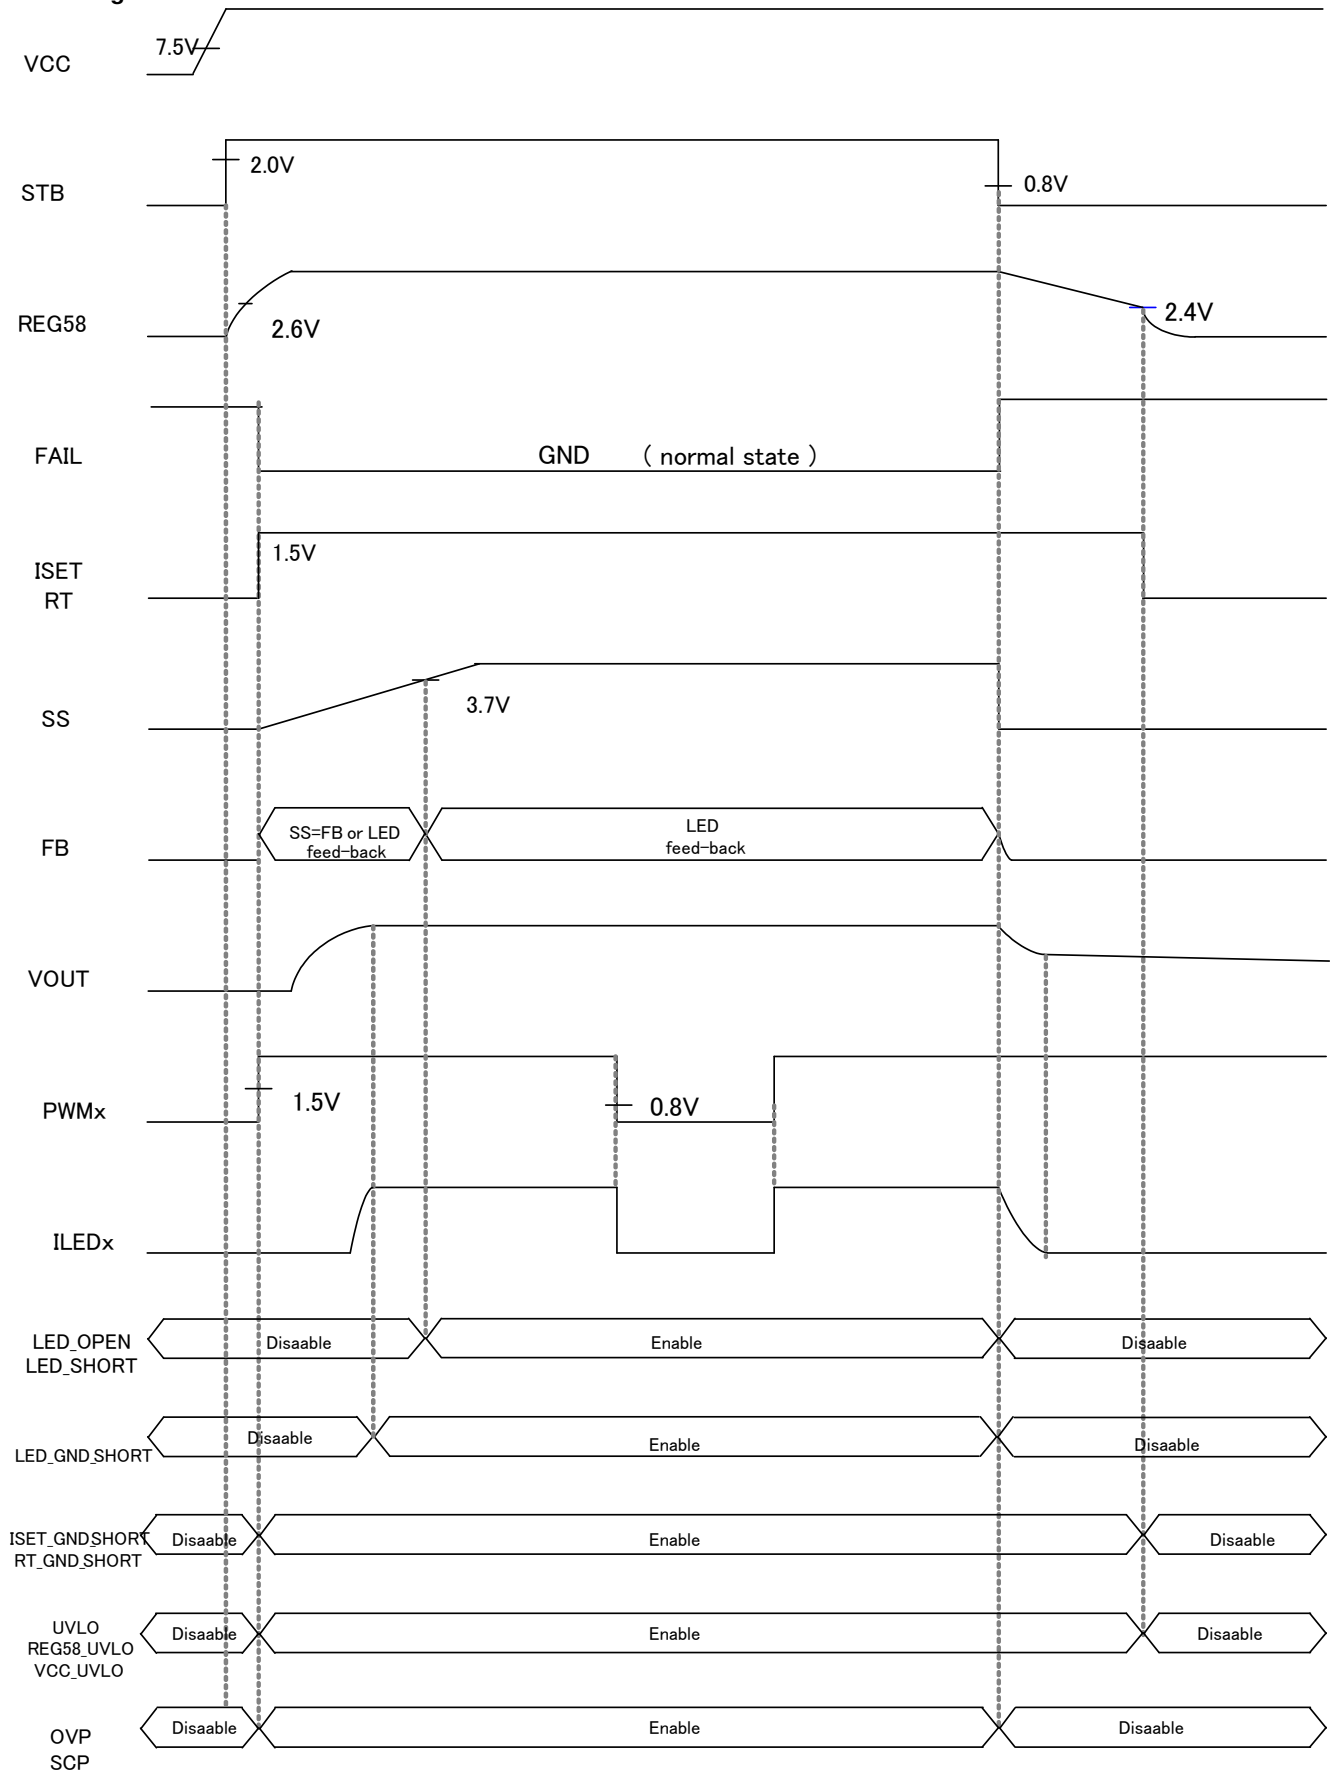 7.5V
VCC
2.0V
STB
0.8V
REG58
2.6V
2.4V
FAIL
GND ( normal state )
1.5V
ISET
RT
3.7V
SS
SS=FB or LED
feed-back
LED
feed-back
FB
VOUT
1.5V
0.8V
PWMx
ILEDx
LED_OPEN
LED_SHORT
Disaable
Enable
Disaable
LED_GND_SHORT
Disaable
Enable
Disaable
ISET_GND_SHORT
RT_GND_SHORT
Disaable
Enable
Disaable
UVLO
REG58_UVLO
VCC_UVLO
Disaable
Enable
Disaable
OVP
SCP
Disaable
Enable
Disaable